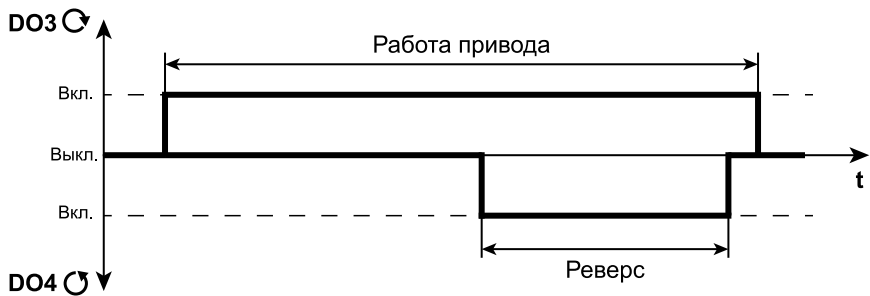 DO3
Работа привода
Вкл.
Выкл.
t
Вкл.
Реверс
DO4